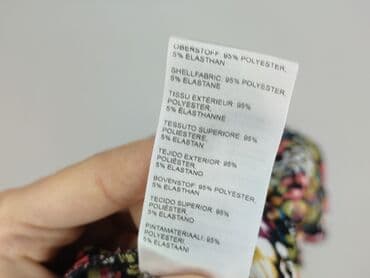 OBERSTOFF: 95% POLYESTER,
5% ELASTHAN
SHELLFABRIC: 95% POLYESTER,
5% ELASTANE
TISSU EXTERIEUR: 95%
POLYESTER,
5% ELASTHANNE
TESSUTO SUPERIORE: 95%
POLIESTERE,
5% ELASTAN
TEJIDO EXTERIOR: 95%
POLIÉSTER,
5% ELASTANO
BOVENSTOF: 95% POLYESTER,
5% ELASTHAN
TECIDO SUPERIOR: 95%
POLIÉSTER,
5% ELASTANO
PINTAMATERIAALI: 95%
POLYESTERI,
5% ELASTAANI